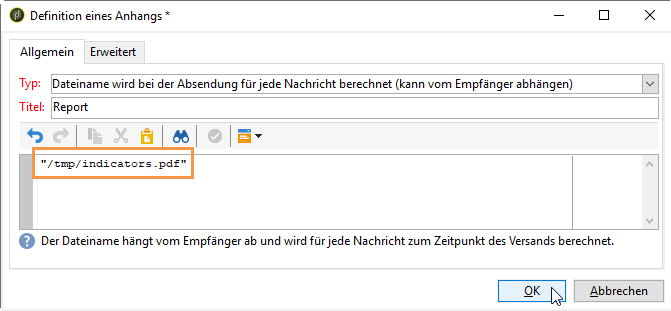 Definition eines Anhangs *
Allgemein Erweitert
Typ: Dateiname wird bei der Absendung für jede Nachricht berechnet (kann vom Empfänger abhängen)
Titel: Report
"/tmp/indicators.pdf"
Der Dateiname hängt vom Empfänger ab und wird für jede Nachricht zum Zeitpunkt des Versands berechnet.
OK Abbrechen